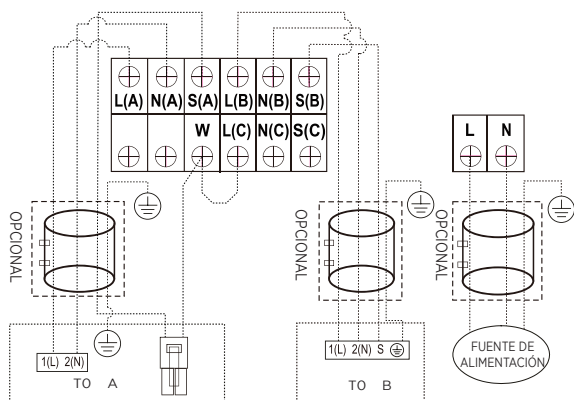 L(A) N(A) S(A) L(B) N(B) S(B)
W L(C) N(C) S(C)
L N
OPCIONAL
OPCIONAL
OPCIONAL
1(L) 2(N)
TO A
1(L) 2(N) S
TO B
FUENTE DE
ALIMENTACIÓN